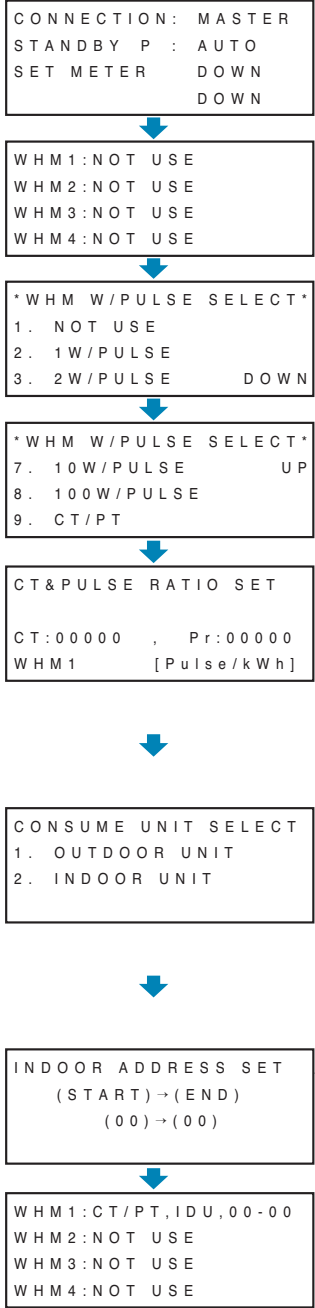 CONNECTION: MASTER
STANDBY P : AUTO
SET METER DOWN
DOWN
WHM1:NOT USE
WHM2:NOT USE
WHM3:NOT USE
WHM4:NOT USE
*WHM W/PULSE SELECT*
1. NOT USE
2. 1W/PULSE
3. 2W/PULSE DOWN
*WHM W/PULSE SELECT*
7. 10W/PULSE UP
8. 100W/PULSE
9. CT/PT
CT&PULSE RATIO SET
CT:00000 , Pr:00000
WHM1 [Pulse/kWh]
CONSUME UNIT SELECT
1. OUTDOOR UNIT
2. INDOOR UNIT
INDOOR ADDRESS SET
(START)→(END)
(00)→(00)
WHM1:CT/PT,IDU,00-00
WHM2:NOT USE
WHM3:NOT USE
WHM4:NOT USE